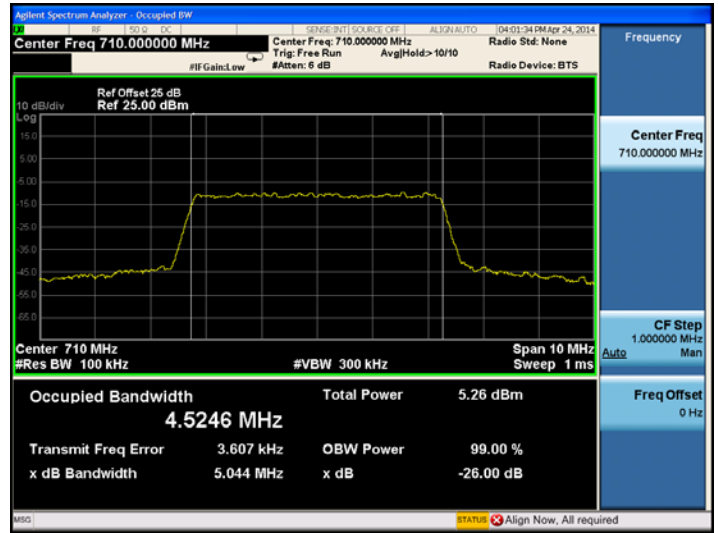 Agilent Spectrum Analyzer - Occupied BW
RF 50 Ω DC SENSE:INT SOURCE OFF ALIGN AUTO 04:01:34 PM Apr 24, 2014
Center Freq 710.000000 MHz Center Freq: 710.000000 MHz Radio Std: None Frequency
Trig: Free Run Avg|Hold:> 10/10
#IFGain:Low #Atten: 6 dB Radio Device: BTS
Ref Offset 25 dB
10 dB/div Ref 25.00 dBm
Log
15.0
5.00
-5.00
-15.0
-25.0
-35.0
-45.0
-55.0
-65.0
Center 710 MHz Span 10 MHz
#Res BW 100 kHz #VBW 300 kHz Sweep 1 ms
Occupied Bandwidth Total Power 5.26 dBm
4.5246 MHz
Transmit Freq Error 3.607 kHz OBW Power 99.00 %
x dB Bandwidth 5.044 MHz x dB -26.00 dB
Center Freq
710.000000 MHz
CF Step
1.000000 MHz
Auto Man
Freq Offset
0 Hz
MSG STATUS Align Now, All required